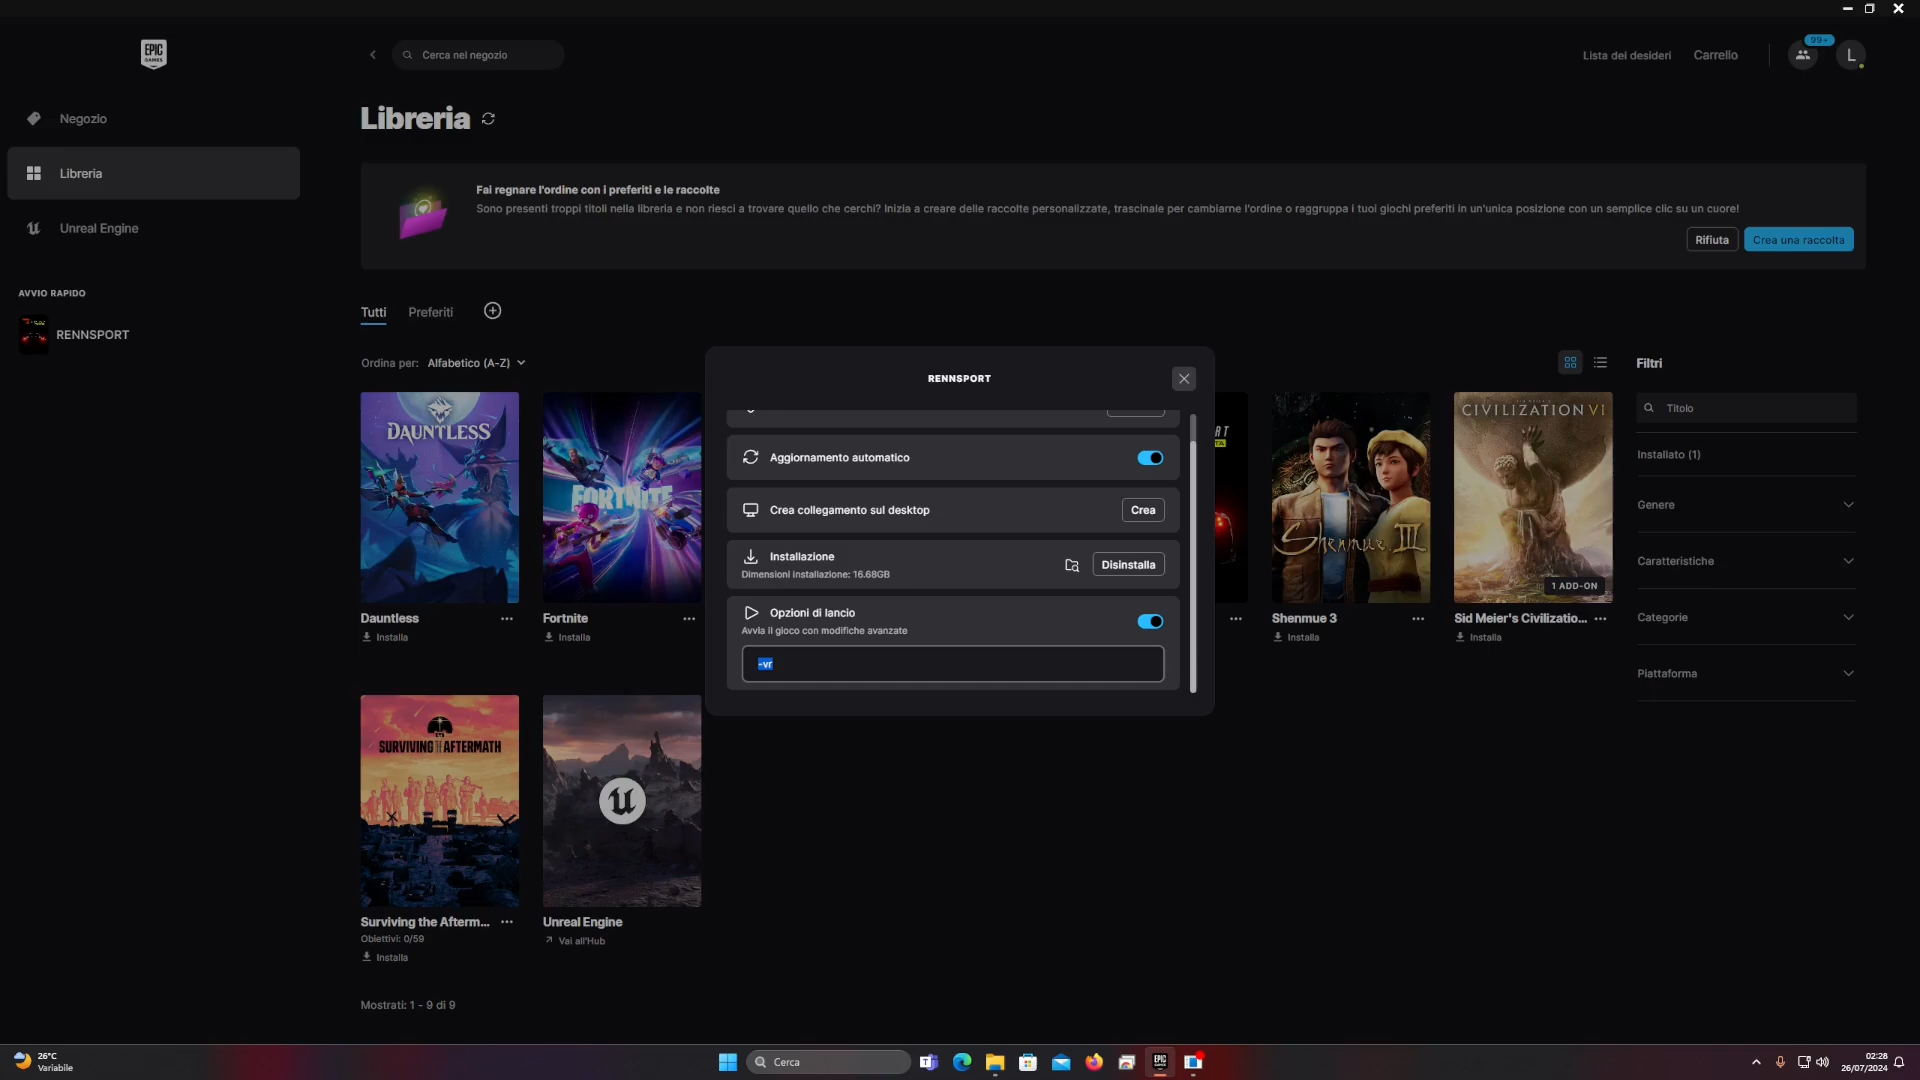 EPIC
GAMES
Cerca nel negozio
Lista dei desideri
Carrello
99+
L
Negozio
Libreria
Unreal Engine
AVVIO RAPIDO
RENNSPORT
Libreria
Fai regnare l'ordine con i preferiti e le raccolte
Sono presenti troppi titoli nella libreria e non riesci a trovare quello che cerchi? Inizia a creare delle raccolte personalizzate, trascinale per cambiarne l'ordine o raggruppa i tuoi giochi preferiti in un'unica posizione con un semplice clic su un cuore!
Rifiuta
Crea una raccolta
Tutti
Preferiti
Ordina per: Alfabetico (A-Z)
RENNSPORT
Aggiornamento automatico
Crea collegamento sul desktop
Crea
Installazione
Dimensioni installazione: 16.68GB
Disinstalla
Opzioni di lancio
Avvia il gioco con modifiche avanzate
-vr
DAUNTLESS
Dauntless
Installa
FORTNITE
Fortnite
Installa
Shenmue III
Shenmue 3
Installa
CIVILIZATION VI
1 ADD-ON
Sid Meier's Civilizatio...
Installa
SURVIVING THE AFTERMATH
Surviving the Afterm...
Obiettivi: 0/59
Installa
Unreal Engine
Vai all'Hub
Mostrati: 1 - 9 di 9
Filtri
Titolo
Installato (1)
Genere
Caratteristiche
Categorie
Piattaforma
26°C
Variabile
Cerca
02:28
26/07/2024